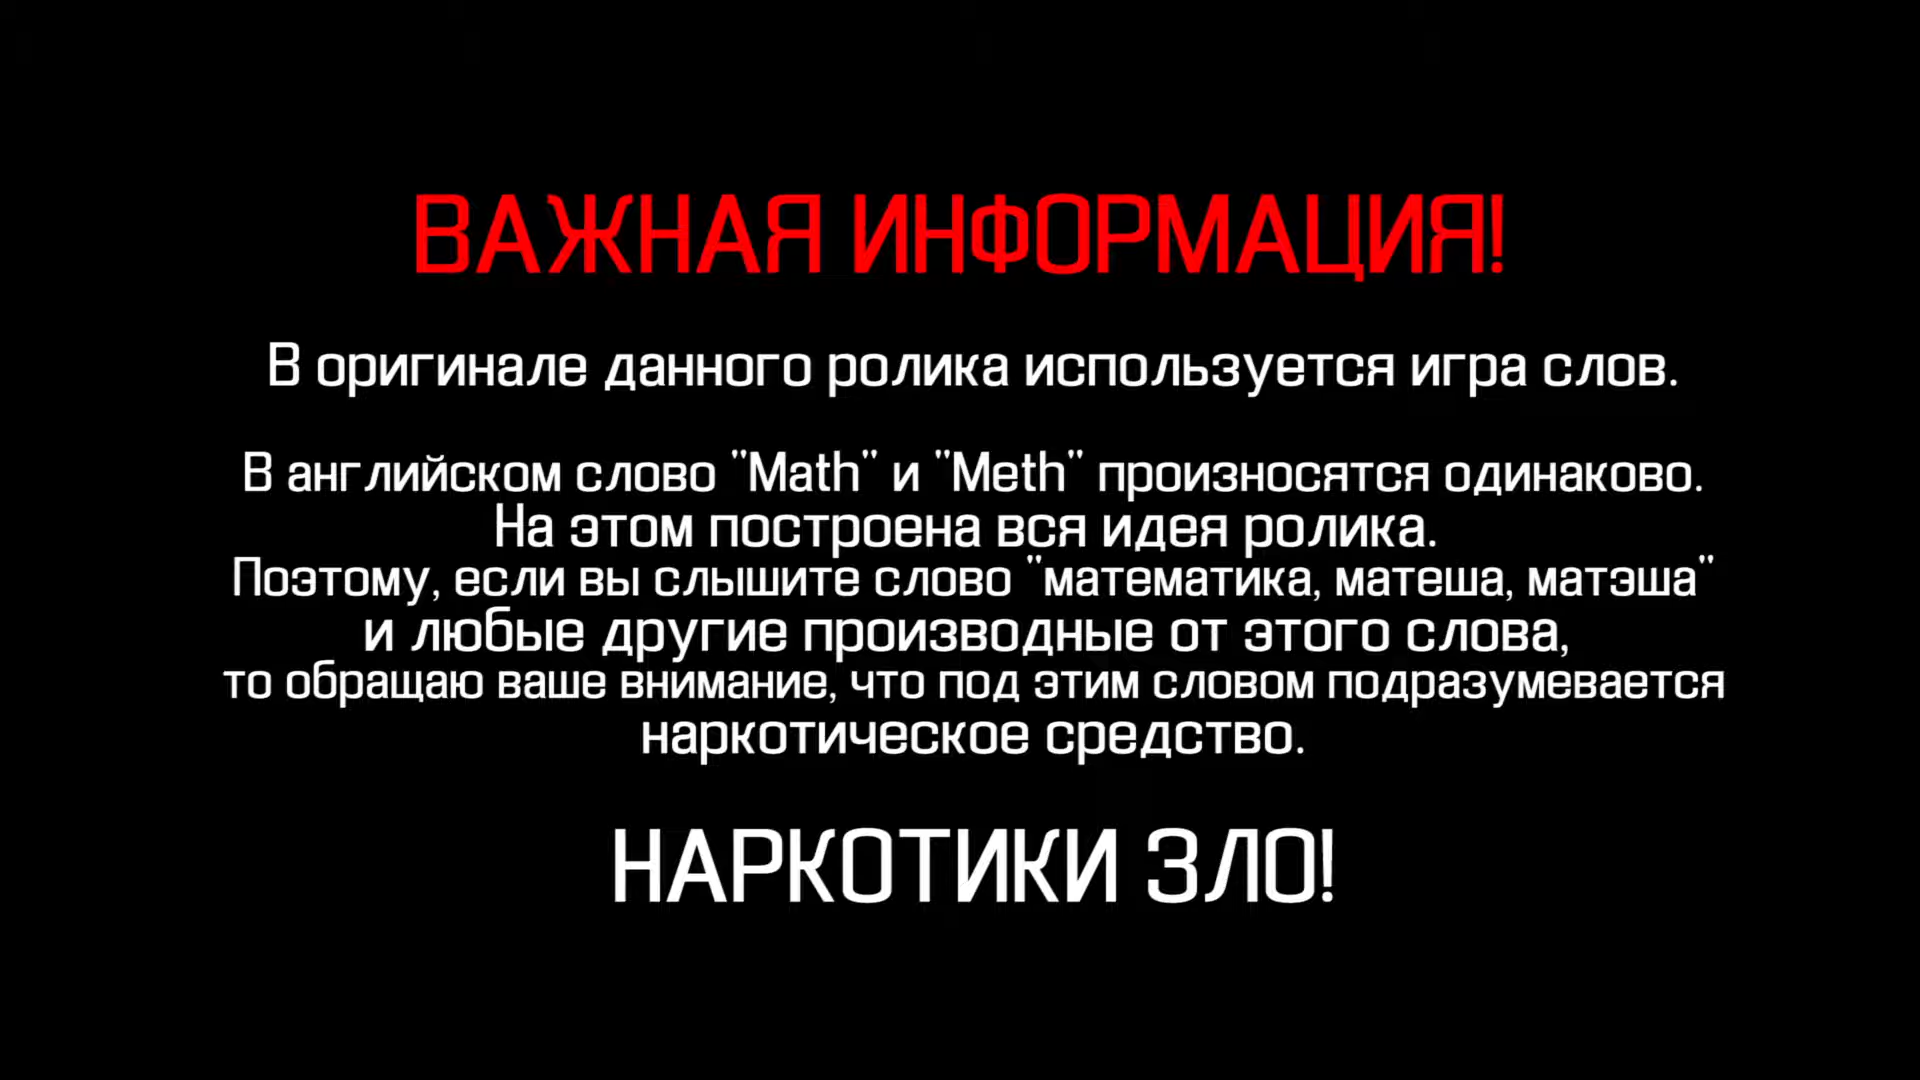 ВАЖНАЯ ИНФОРМАЦИЯ!
В оригинале данного ролика используется игра слов.
В английском слово "Math" и "Meth" произносятся одинаково.
На этом построена вся идея ролика.
Поэтому, если вы слышите слово "математика, матеша, матэша"
и любые другие производные от этого слова,
то обращаю ваше внимание, что под этим словом подразумевается
наркотическое средство.
НАРКОТИКИ ЗЛО!